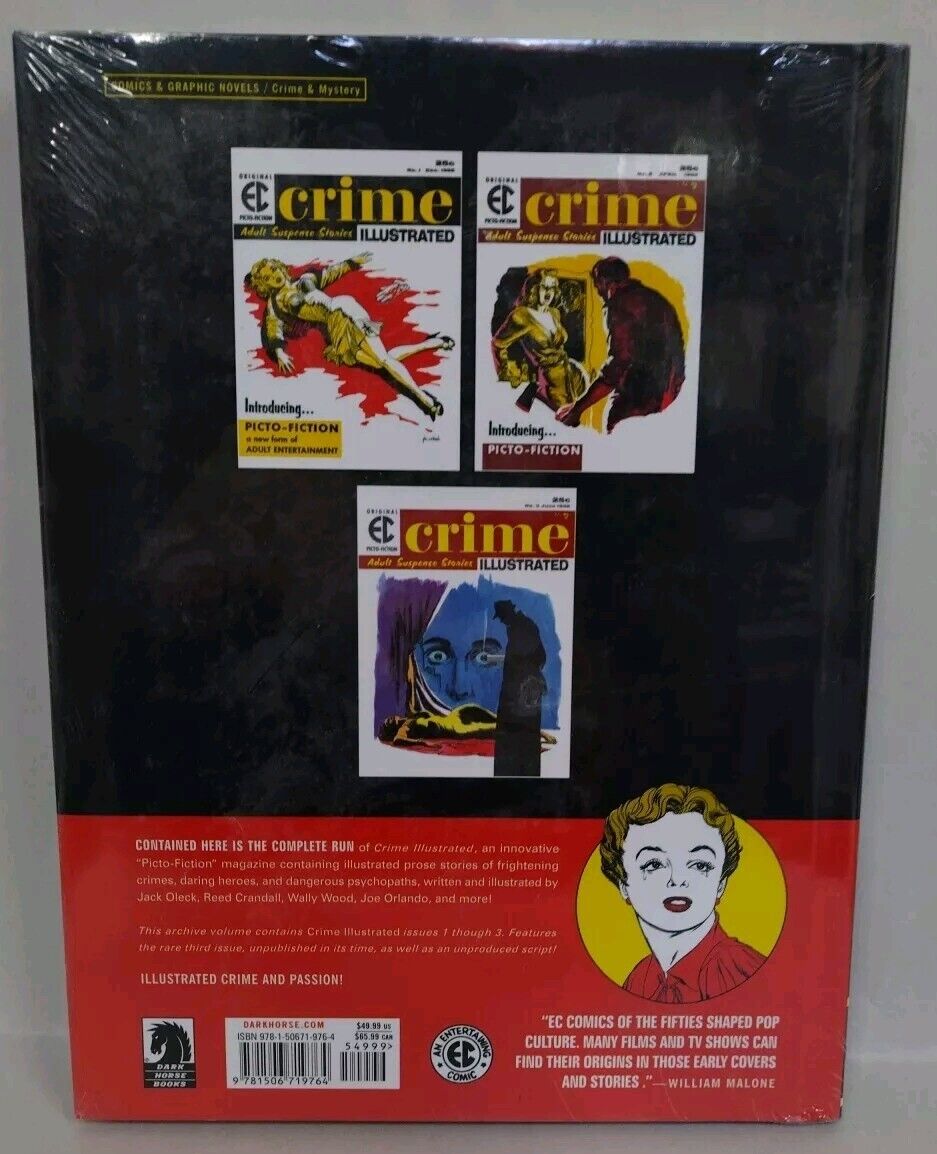 COMICS & GRAPHIC NOVELS / Crime & Mystery
25c
No. 1 Dec. 1955
ORIGINAL
EC
PICTO-FICTION
crime
Adult Suspense Stories ILLUSTRATED
Introducing...
PICTO-FICTION
a new form of
ADULT ENTERTAINMENT
25c
APRIL
ORIGINAL
EC
PICTO-FICTION
crime
Adult Suspense Stories ILLUSTRATED
Introducing...
PICTO-FICTION
25c
ORIGINAL
EC
PICTO-FICTION
crime
Adult Suspense Stories ILLUSTRATED
CONTAINED HERE IS THE COMPLETE RUN of Crime Illustrated, an innovative
"Picto-Fiction" magazine containing illustrated prose stories of frightening
crimes, daring heroes, and dangerous psychopaths, written and illustrated by
Jack Oleck, Reed Crandall, Wally Wood, Joe Orlando, and more!
This archive volume contains Crime Illustrated issues 1 though 3. Features
the rare third issue, unpublished in its time, as well as an unproduced script!
ILLUSTRATED CRIME AND PASSION!
DARK
HORSE
BOOKS
DARKHORSE.COM
ISBN 978-1-50671-976-4
$49.99 US
$65.99 CAN
54999>
9 781506 719764
AN ENTERTAINING
EC
COMIC
"EC COMICS OF THE FIFTIES SHAPED POP
CULTURE. MANY FILMS AND TV SHOWS CAN
FIND THEIR ORIGINS IN THOSE EARLY COVERS
AND STORIES ."—WILLIAM MALONE